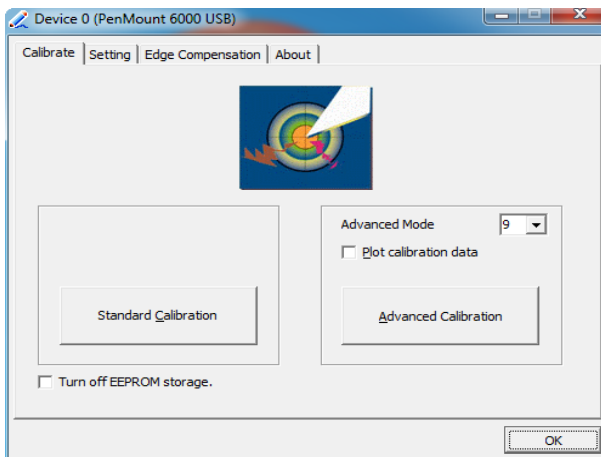 Device 0 (PenMount 6000 USB)
Calibrate Setting Edge Compensation About
Advanced Mode 9
Plot calibration data
Standard Calibration Advanced Calibration
Turn off EEPROM storage.
OK